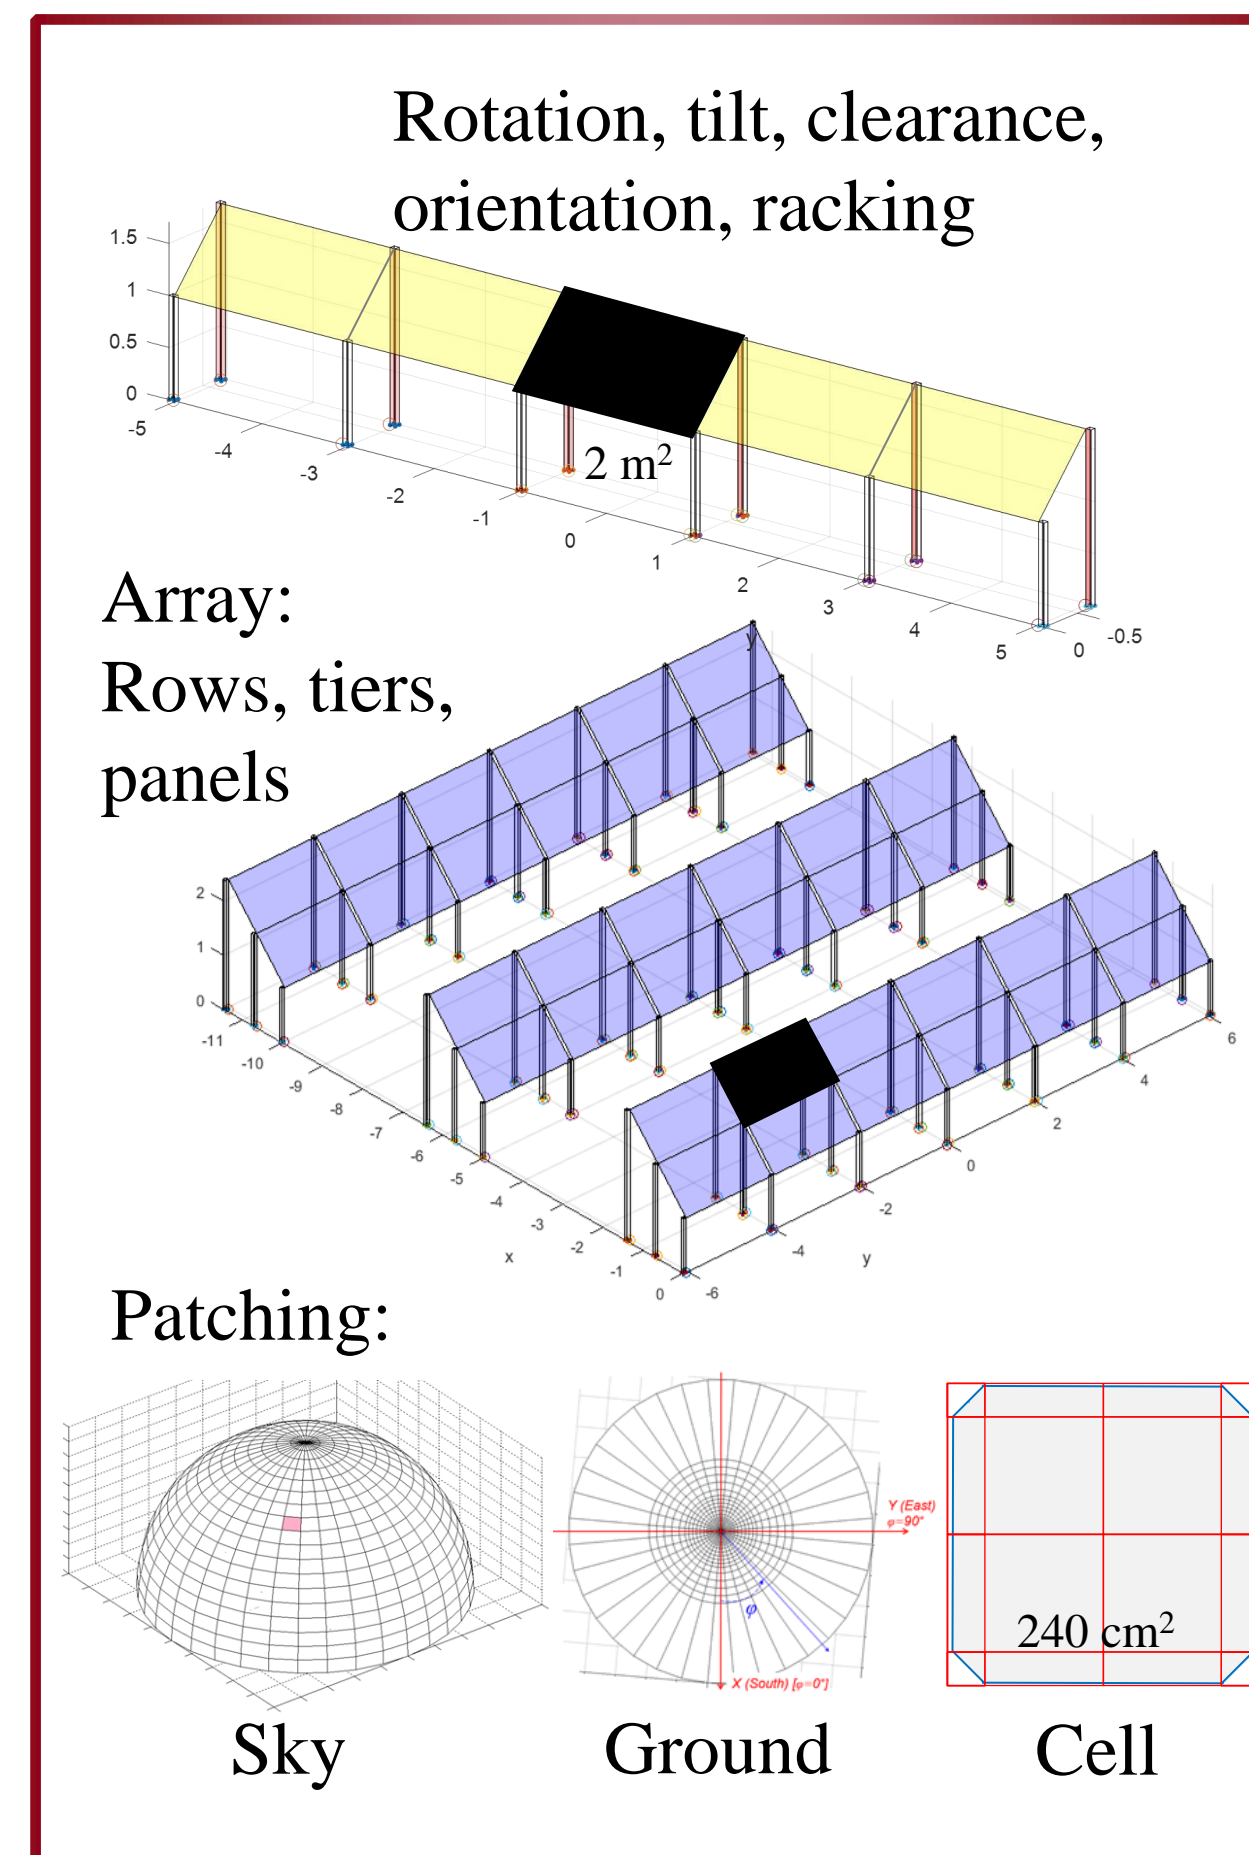 Rotation, tilt, clearance,
orientation, racking
1.5
1
0.5
0
-5
-4
-3
-2
-1
0
1
2
3
4
5
0
-0.5
2 m²
Array:
Rows, tiers,
panels
y
2
1
0
-11
-10
-9
-8
-7
-6
-5
-4
-3
-2
-1
0
x
-6
-4
-2
0
2
4
6
y
Patching:
Y (East)
φ=90°
φ
X (South) [φ=0°]
240 cm²
Sky
Ground
Cell